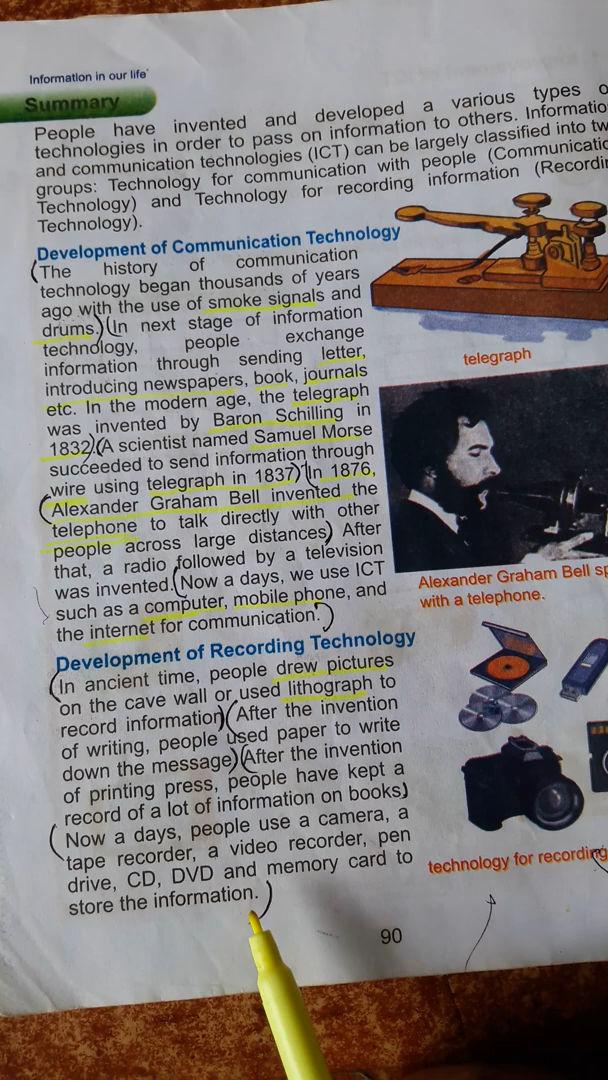 Information in our life
Summary
People have invented and developed a various types
technologies in order to pass on information to others.
and communication technologies (ICT) can be largely classified into
groups: Technology for communication with people
Technology) and Technology for recording information
Technology).
Development of Communication Technology
The history of communication
technology began thousands of years
ago with the use of smoke signals and
drums. In next stage of information
technology, people exchange
information through sending letter,
introducing newspapers, book, journals
etc. In the modern age, the telegraph
was invented by Baron Schilling in
1832. A scientist named Samuel Morse
succeeded to send information through
wire using telegraph in 1837. In 1876,
Alexander Graham Bell invented the
telephone to talk directly with other
people across large distances. After
that, a radio followed by a television
was invented. Now a days, we use ICT
such as a computer, mobile phone, and
the internet for communication.
telegraph
Alexander Graham Bell
with a telephone.
Development of Recording Technology
In ancient time, people drew pictures
on the cave wall or used lithograph to
record information. After the invention
of writing, people used paper to write
down the message. After the invention
of printing press, people have kept a
record of a lot of information on books.
Now a days, people use a camera, a
tape recorder, a video recorder, pen
drive, CD, DVD and memory card to
store the information.
technology for recording
90